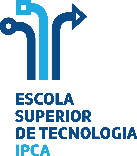 ESCOLA
SUPERIOR
DE TECNOLOGIA
IPCA